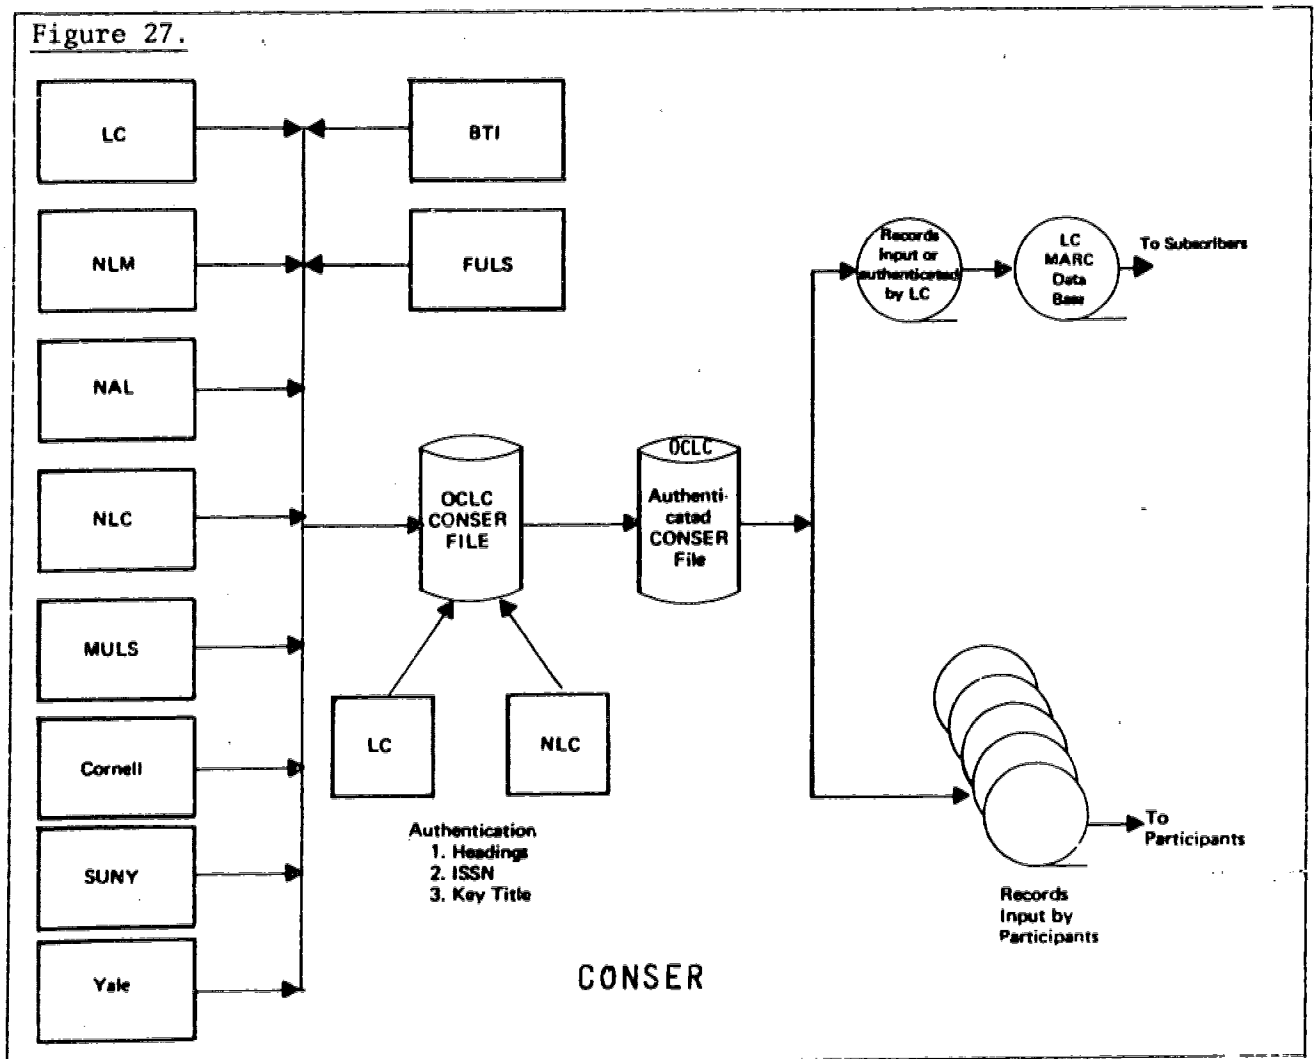 Figure 27.
LC
BTI
NLM
FULS
NAL
NLC
MULS
Cornell
SUNY
Yale
OCLC
CONSER
FILE
LC
NLC
Authentication
1. Headings
2. ISSN
3. Key Title
OCLC
Authenti-
cated
CONSER
File
Records
Input or
authenticated
by LC
LC
MARC
Data
Base
To Subscribers
To
Participants
Records
Input by
Participants
CONSER